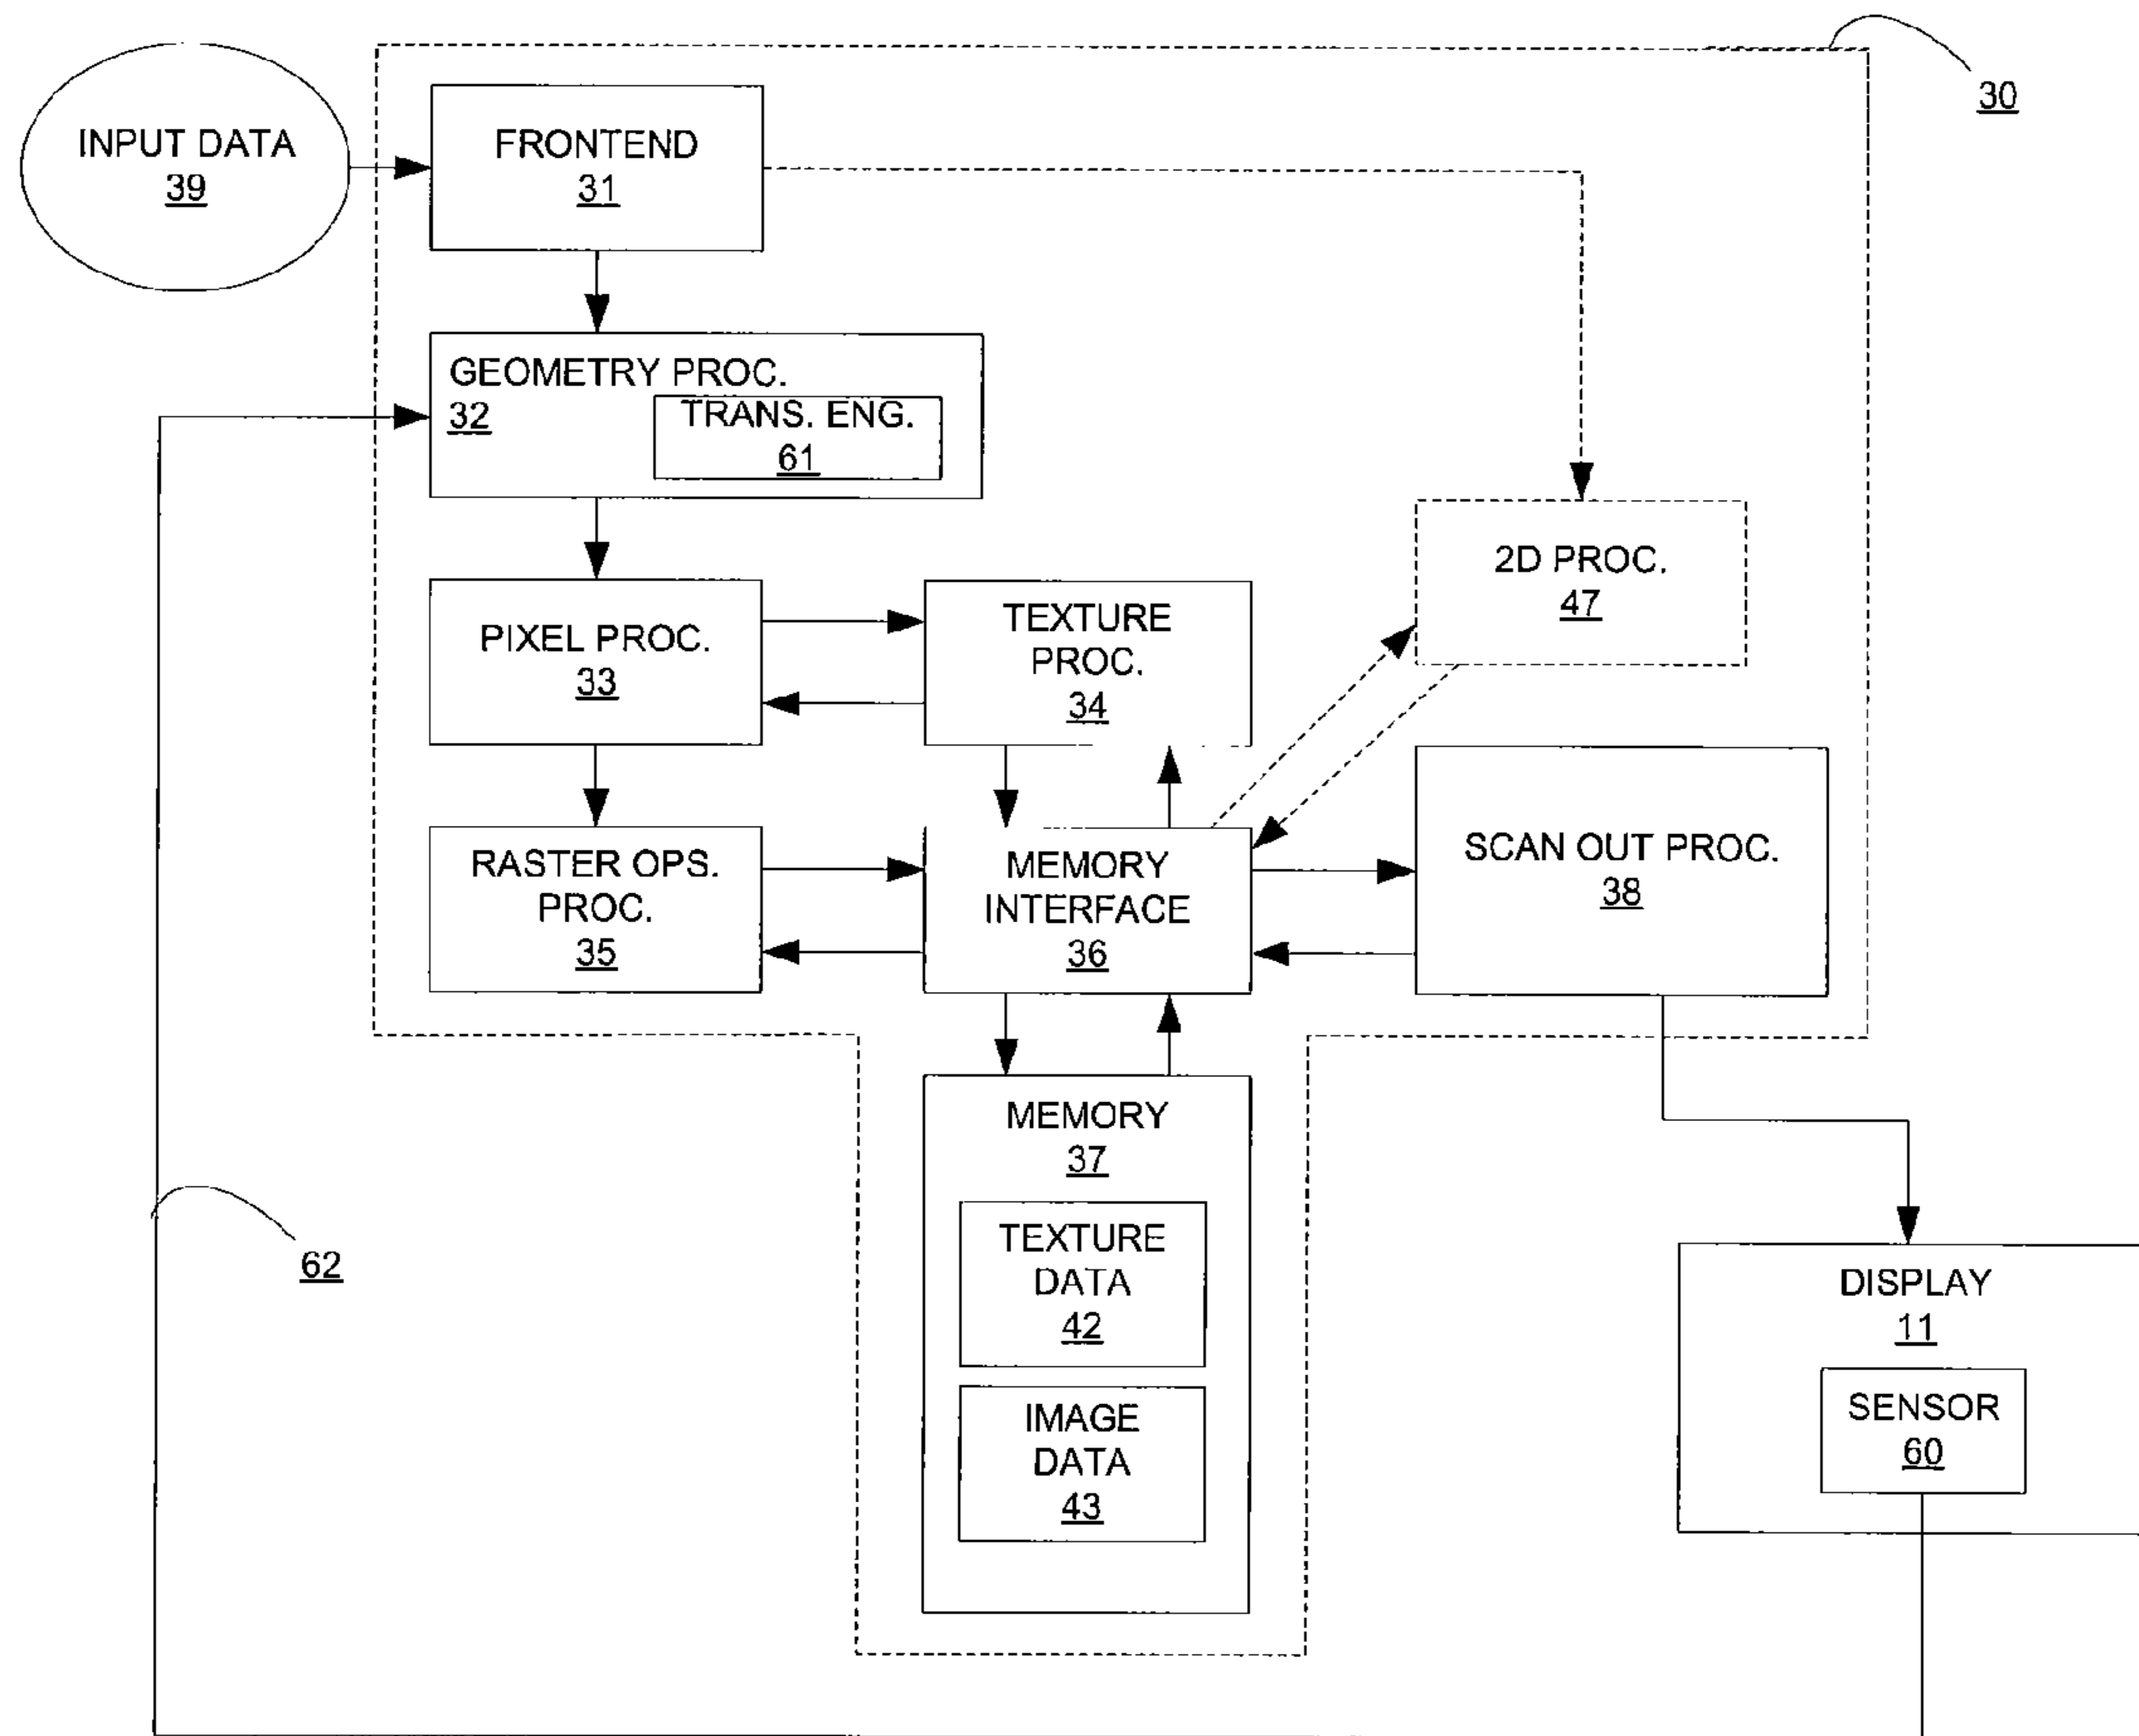 30
INPUT DATA
39
FRONTEND
31
GEOMETRY PROC.
32
TRANS. ENG.
61
2D PROC.
47
PIXEL PROC.
33
TEXTURE
PROC.
34
RASTER OPS.
PROC.
35
MEMORY
INTERFACE
36
SCAN OUT PROC.
38
MEMORY
37
TEXTURE
DATA
42
IMAGE
DATA
43
62
DISPLAY
11
SENSOR
60